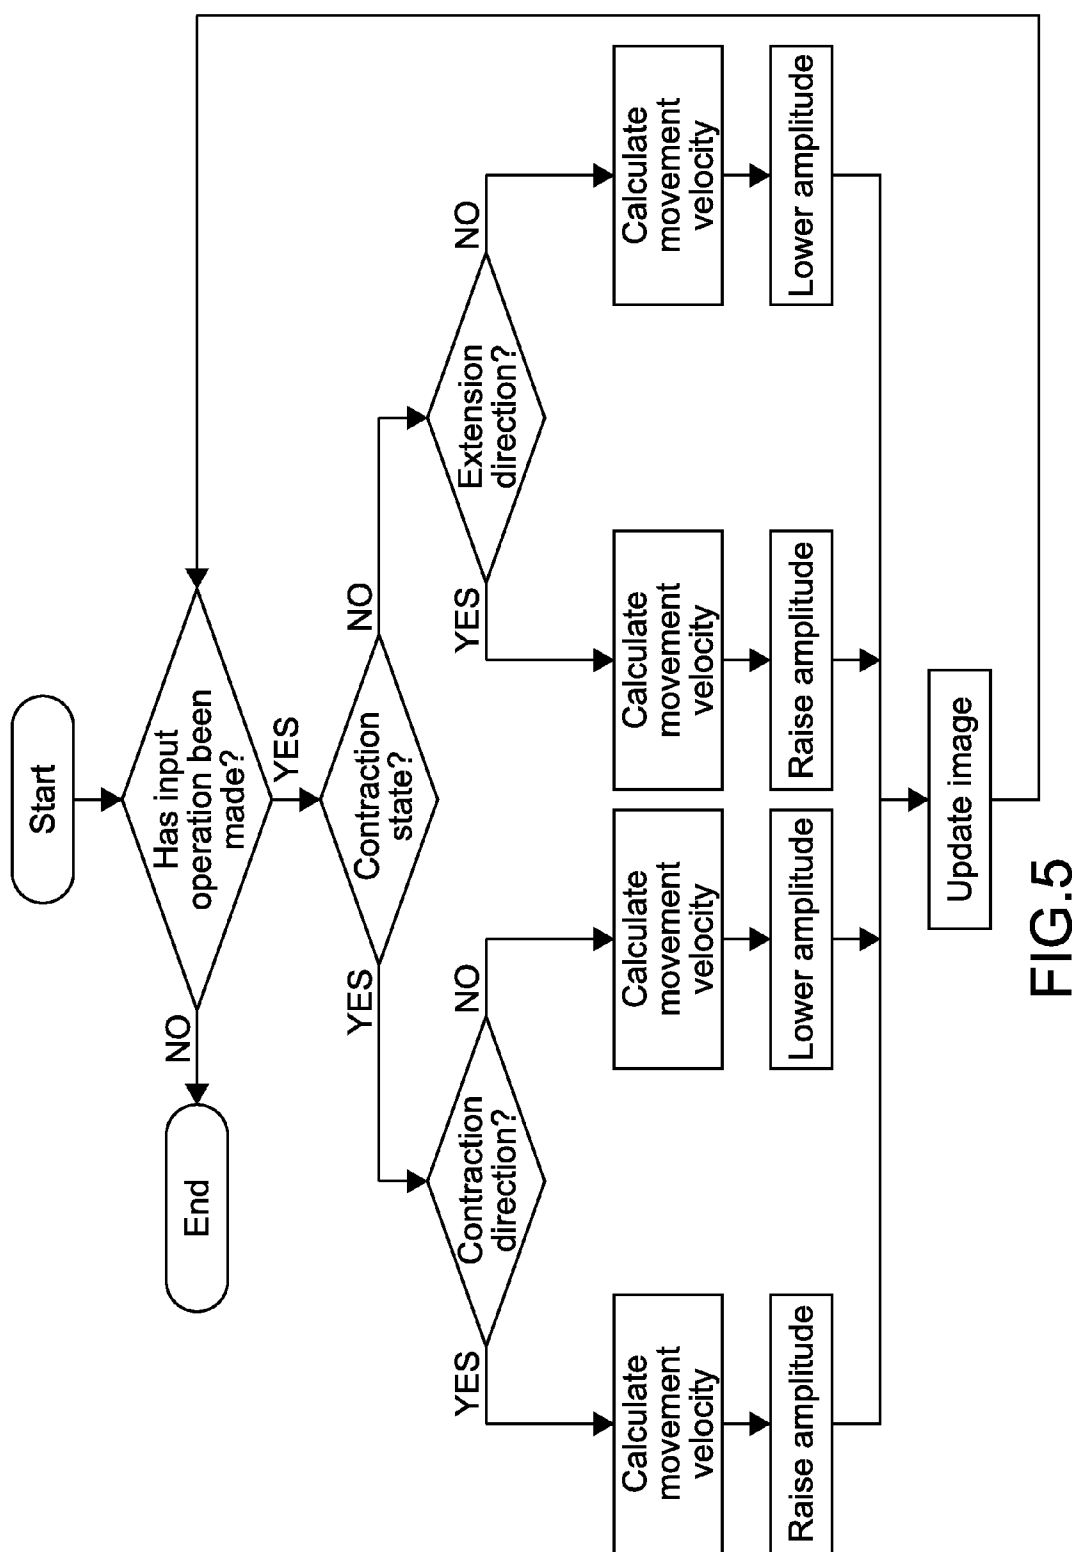 Start
Has input
operation been
made?
NO
YES
End
Contraction
state?
YES
NO
Contraction
direction?
YES
NO
Extension
direction?
YES
NO
Calculate
movement
velocity
Calculate
movement
velocity
Calculate
movement
velocity
Calculate
movement
velocity
Raise amplitude
Lower amplitude
Raise amplitude
Lower amplitude
Update image
FIG.5